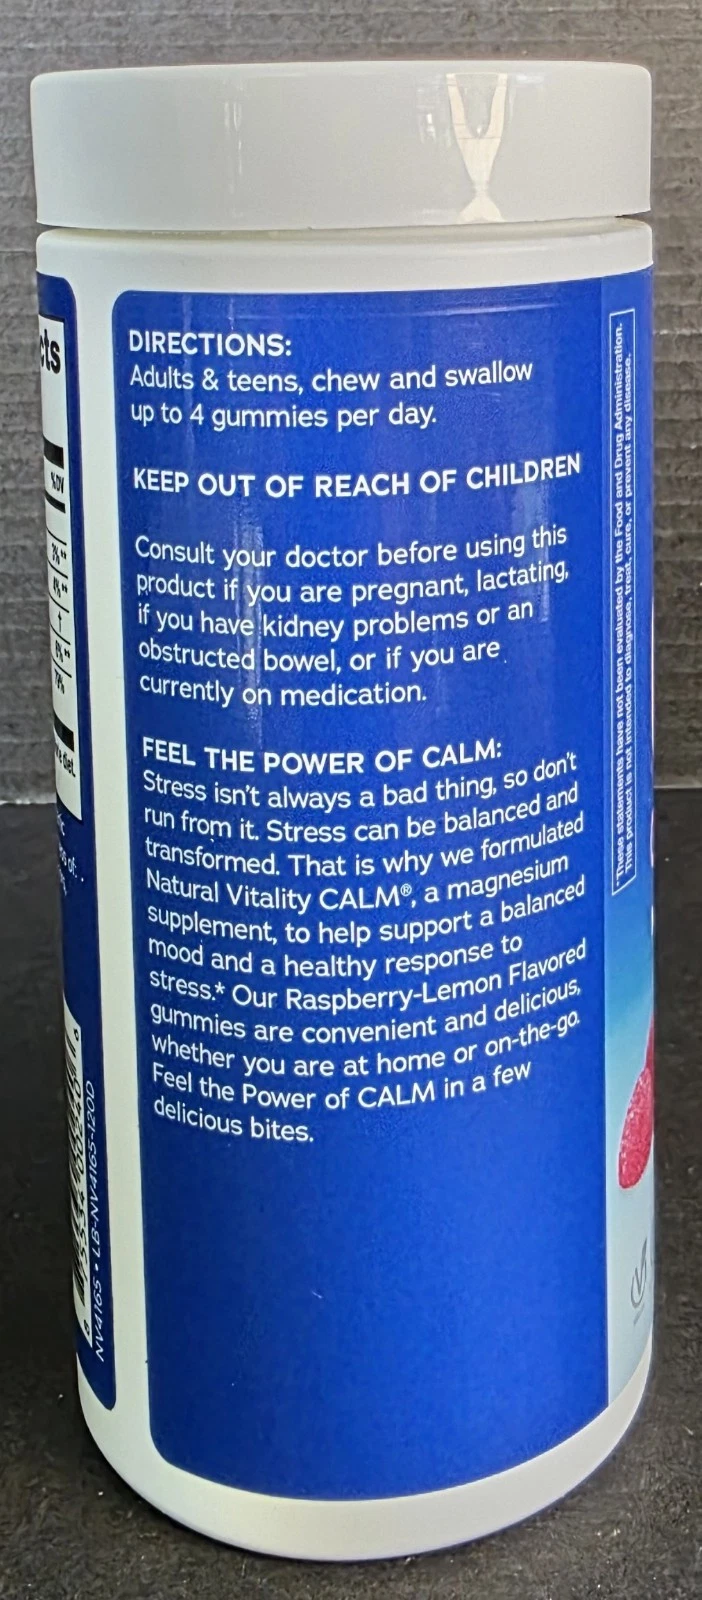 DIRECTIONS:
Adults & teens, chew and swallow
up to 4 gummies per day.
KEEP OUT OF REACH OF CHILDREN
Consult your doctor before using this
product if you are pregnant, lactating,
if you have kidney problems or an
obstructed bowel, or if you are
currently on medication.
FEEL THE POWER OF CALM:
Stress isn't always a bad thing, so don't
run from it. Stress can be balanced and
transformed. That is why we formulated
Natural Vitality CALM®, a magnesium
supplement, to help support a balanced
mood and a healthy response to
stress.* Our Raspberry-Lemon Flavored
gummies are convenient and delicious,
whether you are at home or on-the-go.
Feel the Power of CALM in a few
delicious bites.
*These statements have not been evaluated by the Food and Drug Administration.
This product is not intended to diagnose, treat, cure, or prevent any disease.
cts
%DV
3%**
†
diet.
NV4165 • LB-NV4165-120D